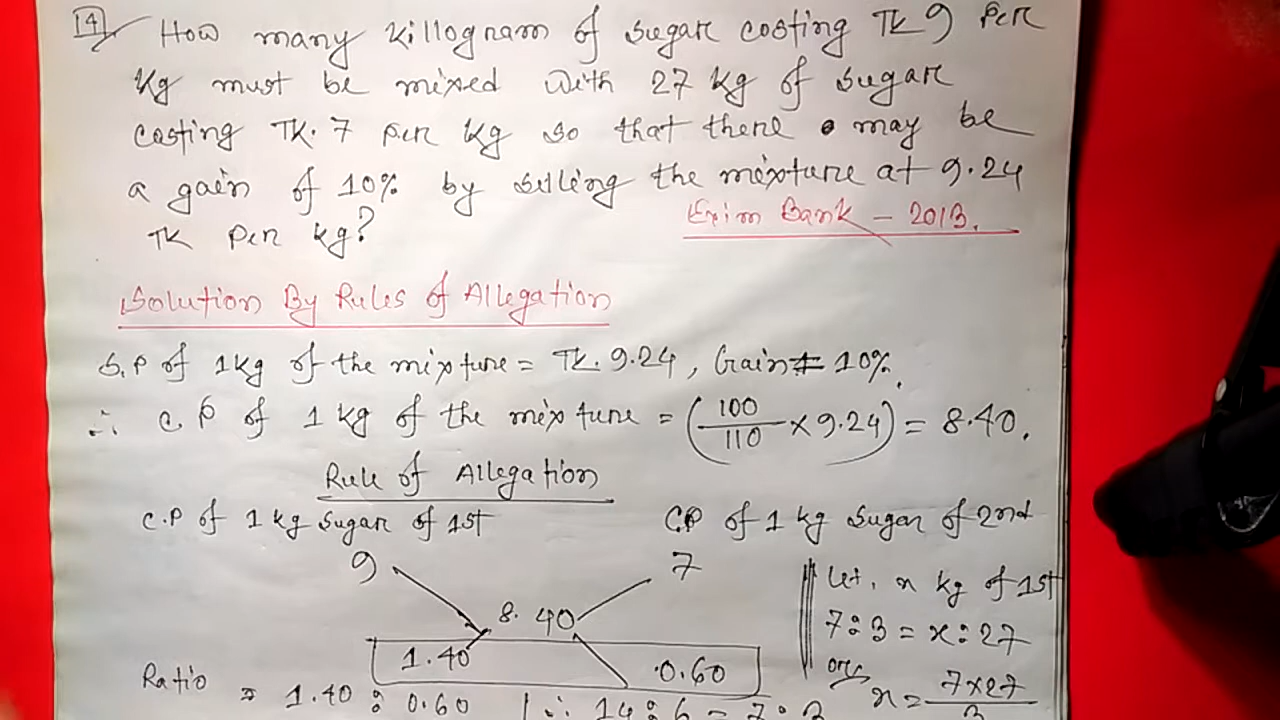 14 How many killogram of sugar costing TK 9 per
kg must be mixed with 27 kg of sugar
costing TK. 7 per kg so that there may be
a gain of 10% by selling the mixture at 9.24
TK per kg?
Exim Bank - 2013.
Solution By Rules of Allegation
S.P of 1kg of the mixture = TK. 9.24, Gain = 10%.
∴ C.P of 1 kg of the mixture = (100/110 × 9.24) = 8.40.
Rule of Allegation
C.P of 1 kg Sugar of 1st
C.P of 1 kg Sugar of 2nd
9
7
8.40
1.40
0.60
Ratio = 1.40 : 0.60 | ∴ 14 : 6 = 7 : 3
Let, x kg of 1st
7 : 3 = x : 27
or, x = 7×27/3